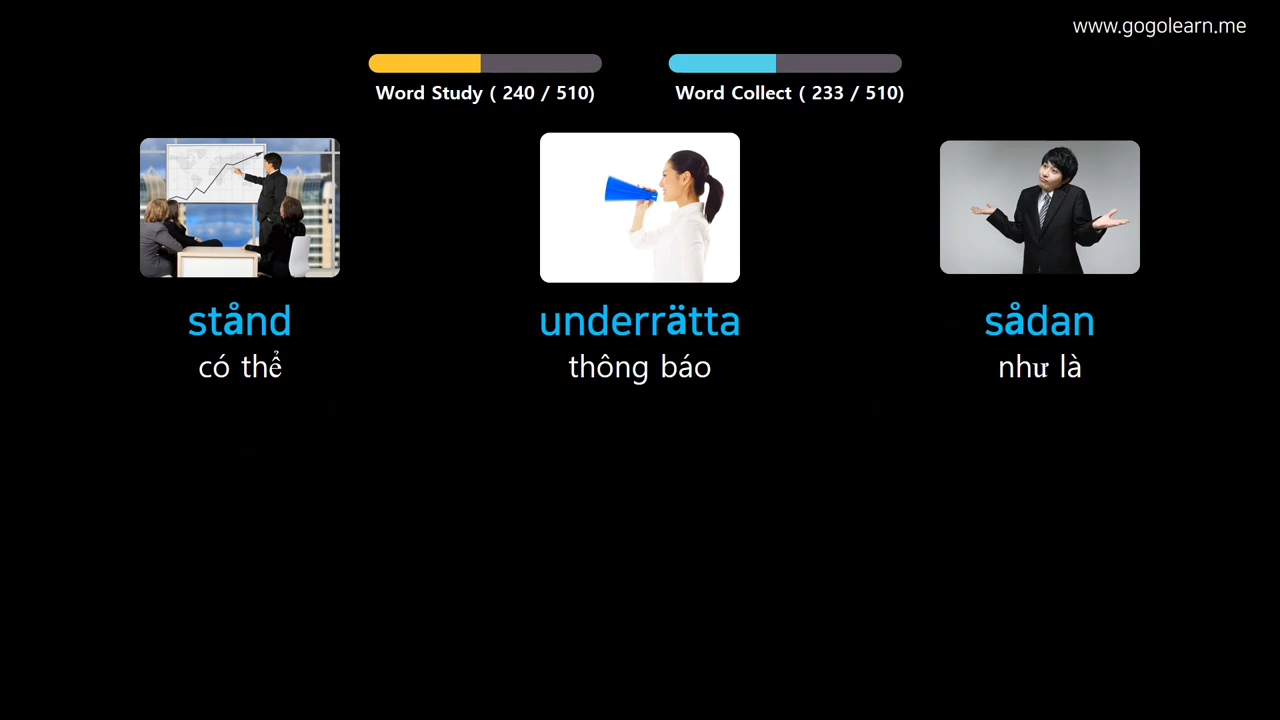 www.gogolearn.me
Word Study ( 240 / 510)
Word Collect ( 233 / 510)
stånd
underrätta
sådan
có thể
thông báo
như là